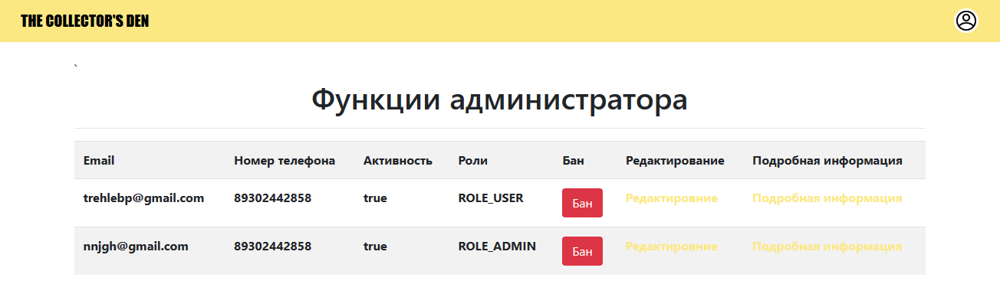 THE COLLECTOR'S DEN
`
Функции администратора
Email Номер телефона Активность Роли Бан Редактирование Подробная информация
trehlebp@gmail.com 89302442858 true ROLE_USER Бан Редактировние Подробная информация
nnjgh@gmail.com 89302442858 true ROLE_ADMIN Бан Редактировние Подробная информация